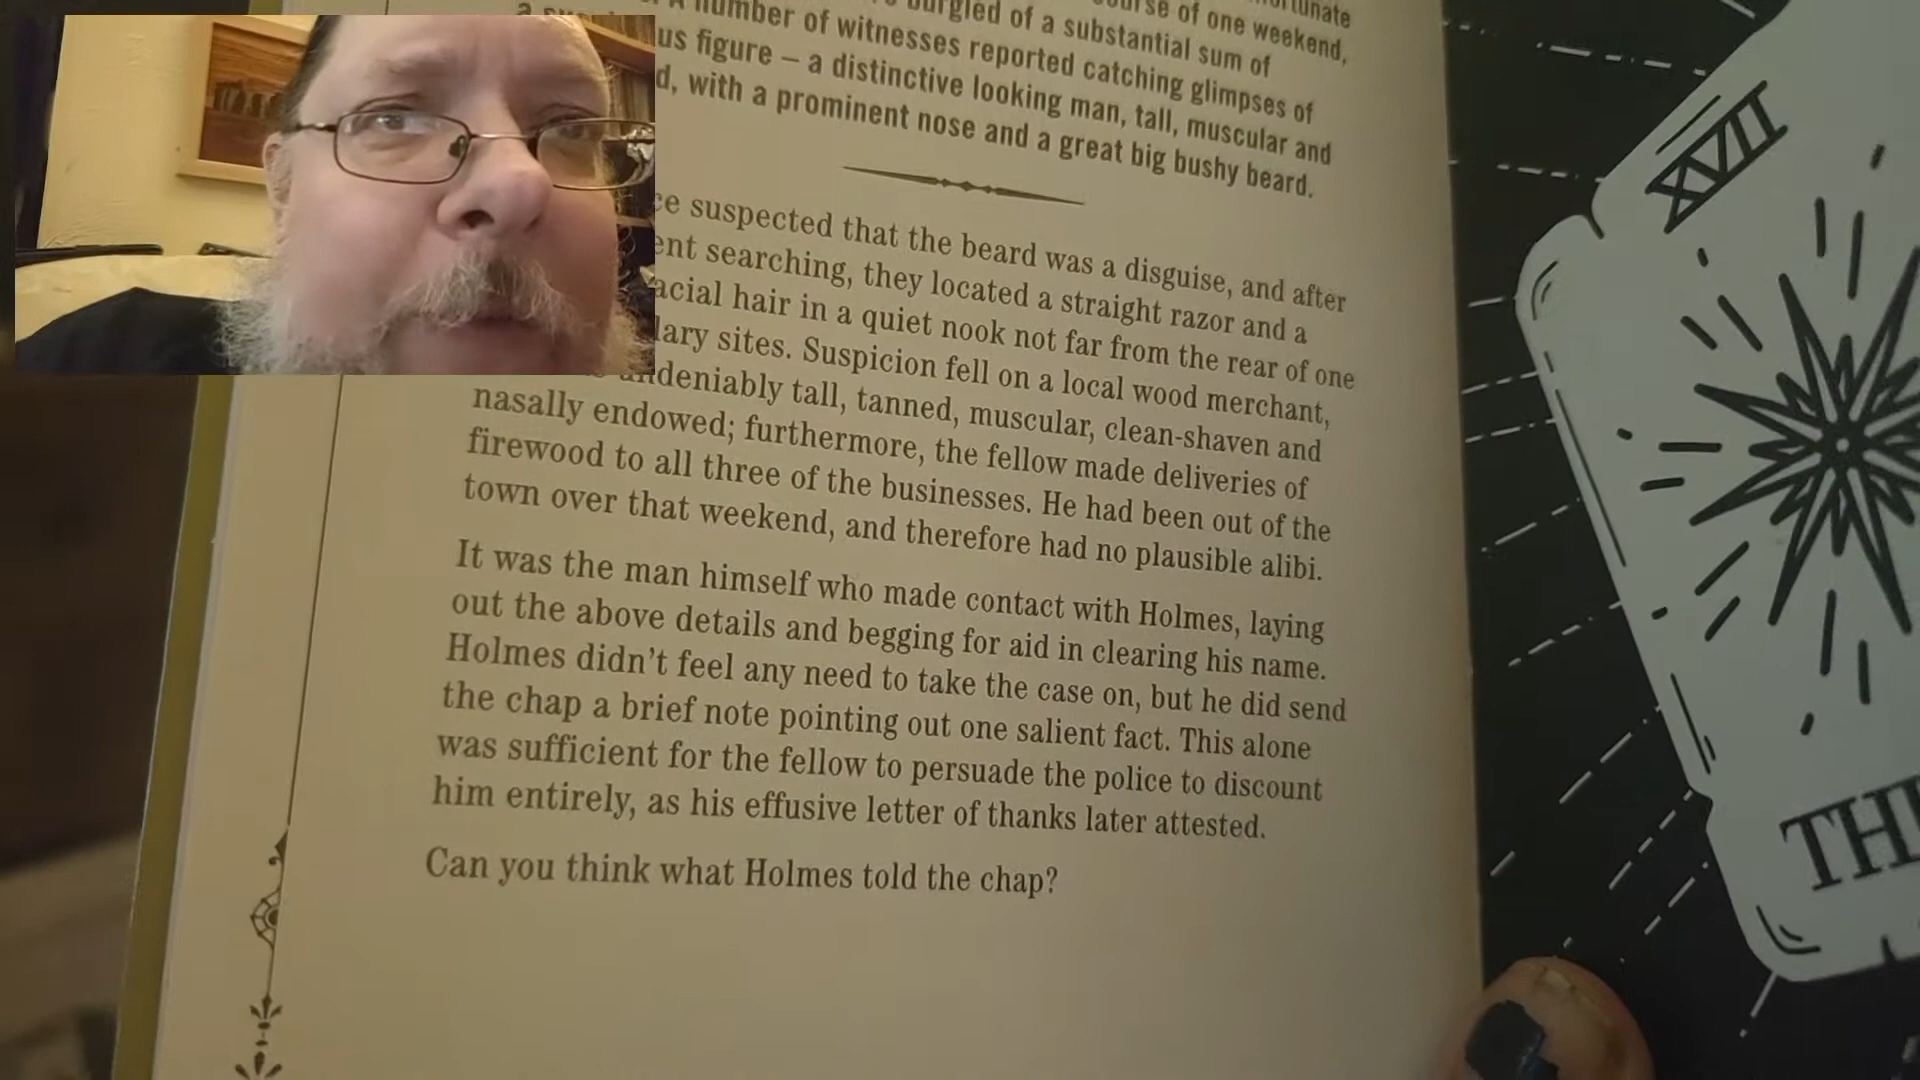 ourse of one weekend,
burgled of a substantial sum of
number of witnesses reported catching glimpses of
us figure – a distinctive looking man, tall, muscular and
d, with a prominent nose and a great big bushy beard.
ce suspected that the beard was a disguise, and after
ent searching, they located a straight razor and a
acial hair in a quiet nook not far from the rear of one
lary sites. Suspicion fell on a local wood merchant,
undeniably tall, tanned, muscular, clean-shaven and
nasally endowed; furthermore, the fellow made deliveries of
firewood to all three of the businesses. He had been out of the
town over that weekend, and therefore had no plausible alibi.
It was the man himself who made contact with Holmes, laying
out the above details and begging for aid in clearing his name.
Holmes didn't feel any need to take the case on, but he did send
the chap a brief note pointing out one salient fact. This alone
was sufficient for the fellow to persuade the police to discount
him entirely, as his effusive letter of thanks later attested.
Can you think what Holmes told the chap?
XVII
TH